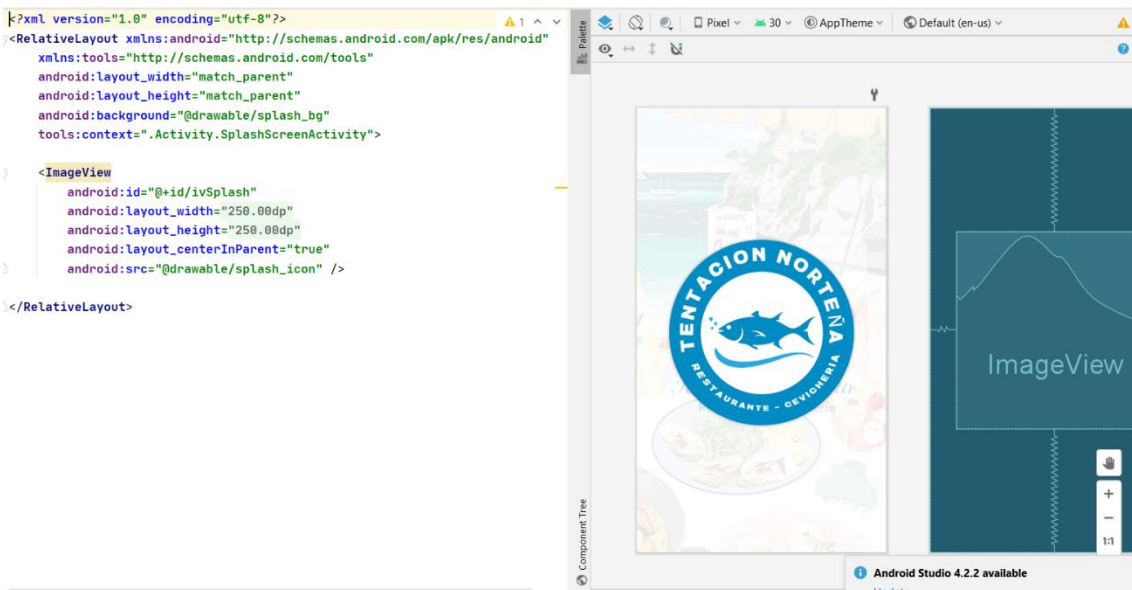 <?xml version="1.0" encoding="utf-8"?>
<RelativeLayout xmlns:android="http://schemas.android.com/apk/res/android"
xmlns:tools="http://schemas.android.com/tools"
android:layout_width="match_parent"
android:layout_height="match_parent"
android:background="@drawable/splash_bg"
tools:context=".Activity.SplashScreenActivity">
<ImageView
android:id="@+id/ivSplash"
android:layout_width="250.00dp"
android:layout_height="250.00dp"
android:layout_centerInParent="true"
android:src="@drawable/splash_icon" />
</RelativeLayout>
1
Palette
Component Tree
Pixel
30
AppTheme
Default (en-us)
TENTACION NORTEÑA
RESTAURANTE - CEVICHERIA
ImageView
1:1
Android Studio 4.2.2 available